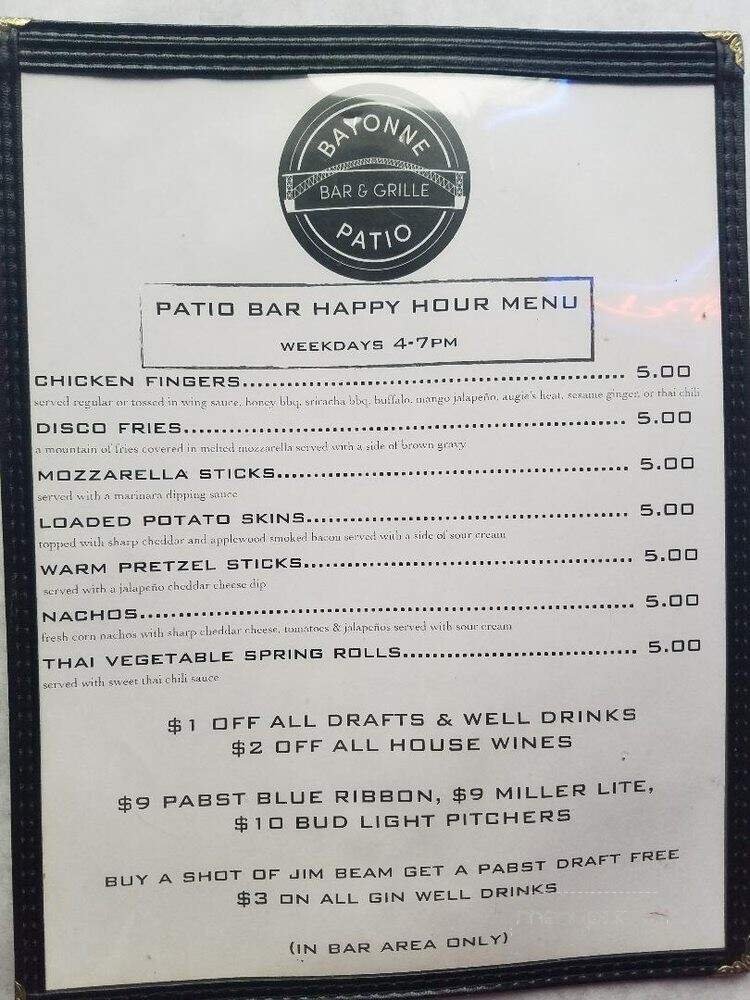 BAYONNE
BAR & GRILLE
PATIO
PATIO BAR HAPPY HOUR MENU
WEEKDAYS 4-7PM
CHICKEN FINGERS............................................. 5.00
served regular or tossed in wing sauce, honey bbq, sriracha bbq, buffalo, mango jalapeño, augie's heat, sesame ginger, or thai chili
DISCO FRIES.................................................... 5.00
a mountain of fries covered in melted mozzarella served with a side of brown gravy
MOZZARELLA STICKS........................................ 5.00
served with a marinara dipping sauce
LOADED POTATO SKINS..................................... 5.00
topped with sharp cheddar and applewood smoked bacon served with a side of sour cream
WARM PRETZEL STICKS..................................... 5.00
served with a jalapeño cheddar cheese dip
NACHOS......................................................... 5.00
fresh corn nachos with sharp cheddar cheese, tomatoes & jalapeños served with sour cream
THAI VEGETABLE SPRING ROLLS.......................... 5.00
served with sweet thai chili sauce
$1 OFF ALL DRAFTS & WELL DRINKS
$2 OFF ALL HOUSE WINES
$9 PABST BLUE RIBBON, $9 MILLER LITE,
$10 BUD LIGHT PITCHERS
BUY A SHOT OF JIM BEAM GET A PABST DRAFT FREE
$3 ON ALL GIN WELL DRINKS
(IN BAR AREA ONLY)